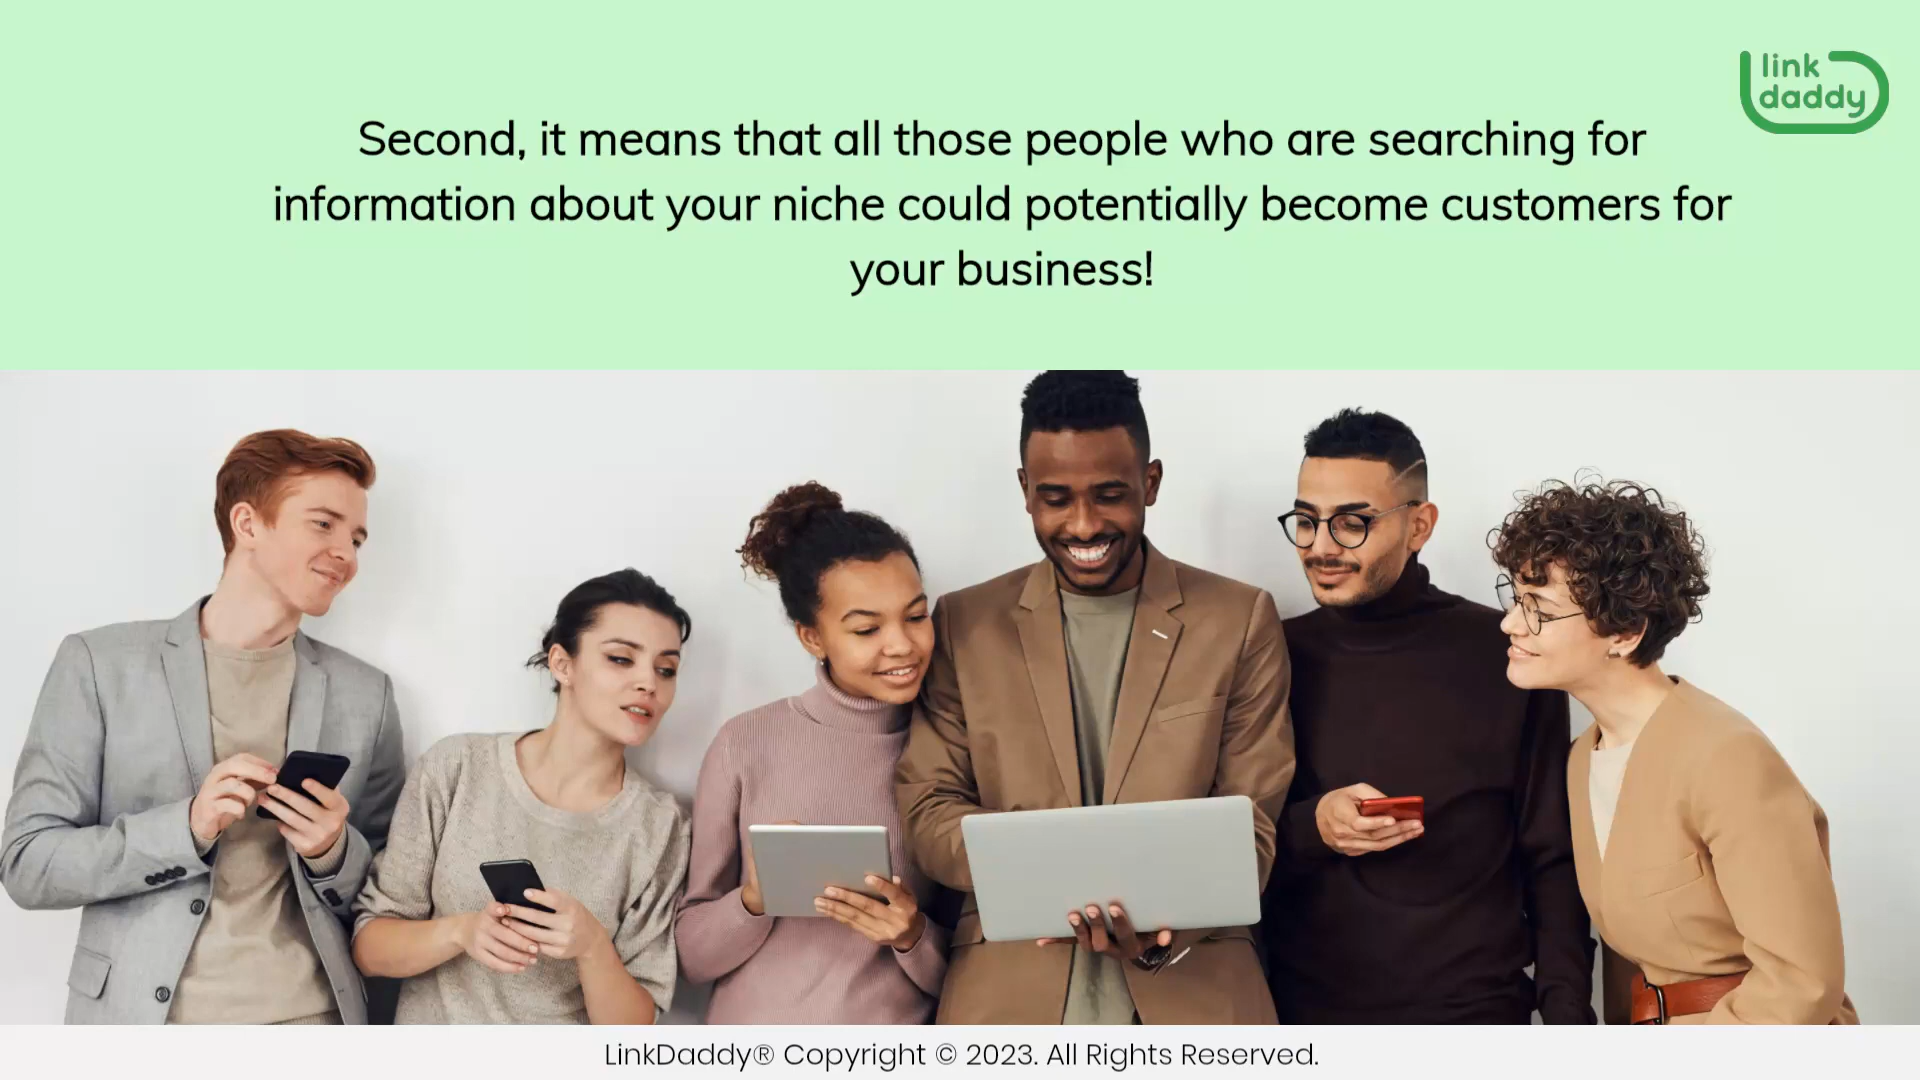 link
daddy
Second, it means that all those people who are searching for
information about your niche could potentially become customers for
your business!
LinkDaddy® Copyright © 2023. All Rights Reserved.